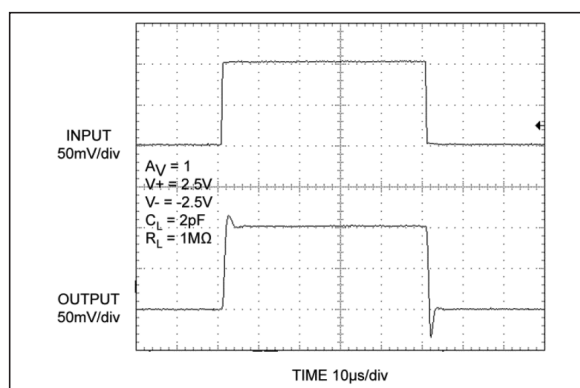 INPUT
50mV/div
AV = 1
V+ = 2.5V
V- = -2.5V
CL = 2pF
RL = 1MΩ
OUTPUT
50mV/div
TIME 10µs/div